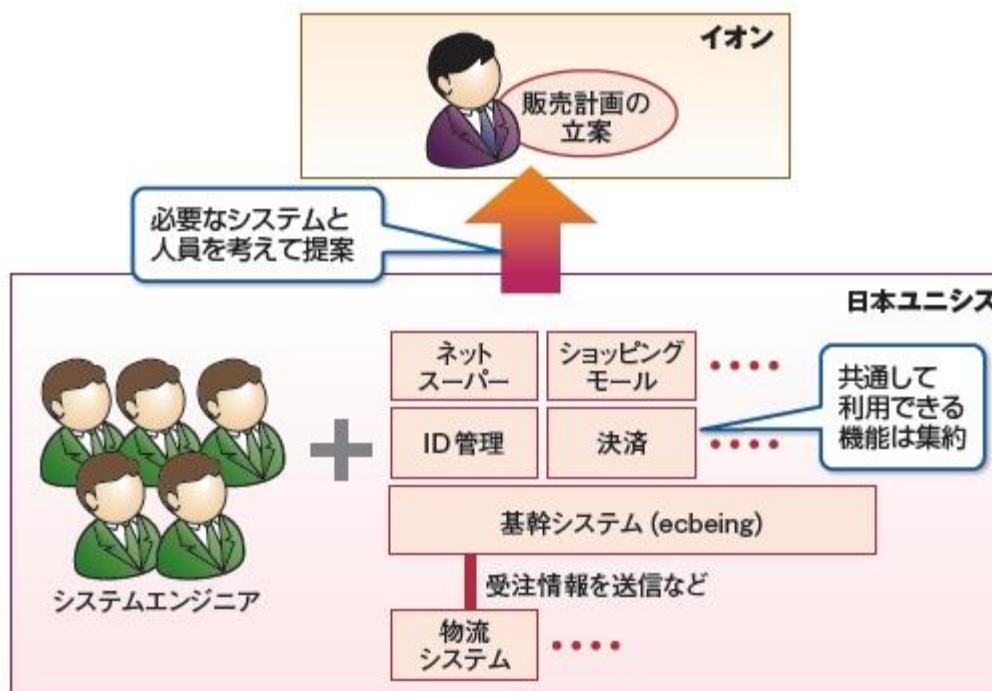 イオン
販売計画の
立案
必要なシステムと
人員を考えて提案
日本ユニシス
ネット
スーパー
ショッピング
モール
••••
共通して
利用できる
機能は集約
ID管理
決済
••••
基幹システム(ecbeing)
システムエンジニア
受注情報を送信など
物流
システム
••••